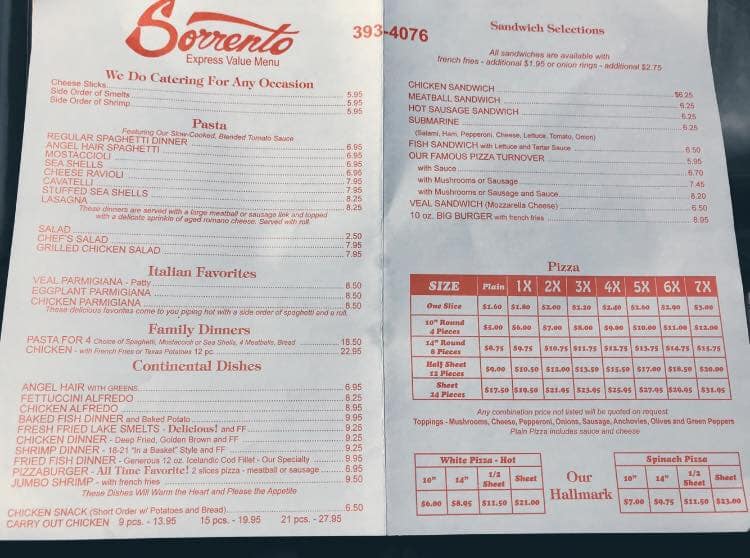 Sorrento
Express Value Menu
393-4076
We Do Catering For Any Occasion
Cheese Sticks 5.95
Side Order of Smelts 5.95
Side Order of Shrimp 5.95
Pasta
Featuring Our Slow-Cooked, Blended Tomato Sauce
REGULAR SPAGHETTI DINNER 6.95
ANGEL HAIR SPAGHETTI 6.95
MOSTACCIOLI 6.95
SEA SHELLS 6.95
CHEESE RAVIOLI 7.95
CAVATELLI 7.95
STUFFED SEA SHELLS 8.25
LASAGNA 8.25
These dinners are served with a large meatball or sausage link and topped
with a delicate sprinkle of aged romano cheese. Served with roll.
SALAD 2.50
CHEF'S SALAD 7.95
GRILLED CHICKEN SALAD 7.95
Italian Favorites
VEAL PARMIGIANA - Patty 8.50
EGGPLANT PARMIGIANA 8.50
CHICKEN PARMIGIANA 8.50
These delicious favorites come to you piping hot with a side order of spaghetti and a roll.
Family Dinners
PASTA FOR 4 Choice of Spaghetti, Mostaccioli or Sea Shells, 4 Meatballs, Bread 18.50
CHICKEN - with French Fries or Texas Potatoes 12 pc. 22.95
Continental Dishes
ANGEL HAIR WITH GREENS 6.95
FETTUCCINI ALFREDO 8.25
CHICKEN ALFREDO 8.95
BAKED FISH DINNER and Baked Potato 9.95
FRESH FRIED LAKE SMELTS - Delicious! and FF 9.25
CHICKEN DINNER - Deep Fried, Golden Brown and FF 9.25
SHRIMP DINNER - 18-21 "In a Basket" Style and FF 9.25
FRIED FISH DINNER - Generous 12 oz. Icelandic Cod Fillet - Our Specialty 9.95
PIZZABURGER - All Time Favorite! 2 slices pizza - meatball or sausage 6.95
JUMBO SHRIMP - with french fries 9.50
These Dishes Will Warm the Heart and Please the Appetite
CHICKEN SNACK (Short Order w/ Potatoes and Bread) 6.50
CARRY OUT CHICKEN 9 pcs. - 13.95 15 pcs. - 19.95 21 pcs. - 27.95
Sandwich Selections
All sandwiches are available with
french fries - additional $1.95 or onion rings - additional $2.75
CHICKEN SANDWICH $6.25
MEATBALL SANDWICH 6.25
HOT SAUSAGE SANDWICH 6.25
SUBMARINE 6.25
(Salami, Ham, Pepperoni, Cheese, Lettuce, Tomato, Onion)
FISH SANDWICH with Lettuce and Tartar Sauce 6.50
OUR FAMOUS PIZZA TURNOVER 5.95
with Sauce 6.70
with Mushrooms or Sausage 7.45
with Mushrooms or Sausage and Sauce 8.20
VEAL SANDWICH (Mozzarella Cheese) 6.50
10 oz. BIG BURGER with french fries 8.95
Pizza
SIZE Plain 1X 2X 3X 4X 5X 6X 7X
One Slice $1.60 $1.80 $2.00 $2.20 $2.40 $2.60 $2.90 $3.00
10" Round
4 Pieces $5.00 $6.00 $7.00 $8.00 $9.00 $10.00 $11.00 $12.00
14" Round
8 Pieces $8.75 $9.75 $10.75 $11.75 $12.75 $13.75 $14.75 $15.75
Half Sheet
12 Pieces $9.00 $10.50 $12.00 $13.50 $15.50 $17.00 $18.50 $20.00
Sheet
24 Pieces $17.50 $19.50 $21.95 $23.95 $25.95 $27.95 $29.95 $31.95
Any combination price not listed will be quoted on request
Toppings - Mushrooms, Cheese, Pepperoni, Onions, Sausage, Anchovies, Olives and Green Peppers
Plain Pizza includes sauce and cheese
White Pizza - Hot
10" 14" 1/2 Sheet Sheet
$6.00 $8.95 $11.50 $21.00
Our
Hallmark
Spinach Pizza
10" 14" 1/2 Sheet Sheet
$7.00 $9.75 $11.50 $23.00